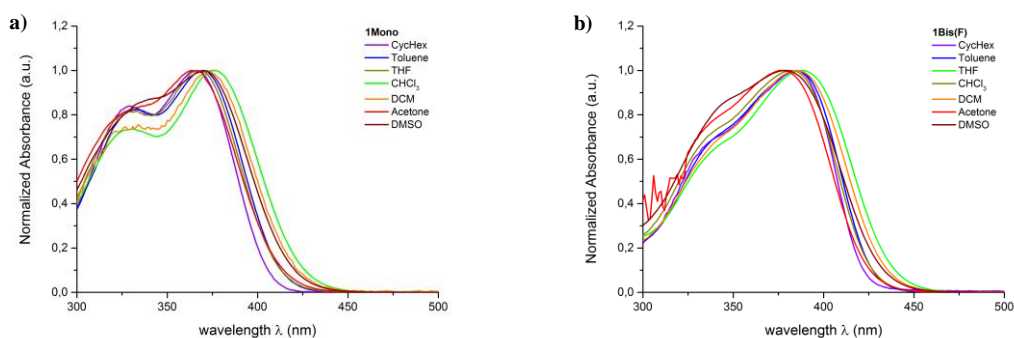 a)
1,2
1,0
0,8
0,6
0,4
0,2
0,0
300 350 400 450 500
Normalized Absorbance (a.u.)
wavelength λ (nm)
1Mono
CycHex
Toluene
THF
CHCl₃
DCM
Acetone
DMSO
b)
1,2
1,0
0,8
0,6
0,4
0,2
0,0
300 350 400 450 500
Normalized Absorbance (a.u.)
wavelength λ (nm)
1Bis(F)
CycHex
Toluene
THF
CHCl₃
DCM
Acetone
DMSO